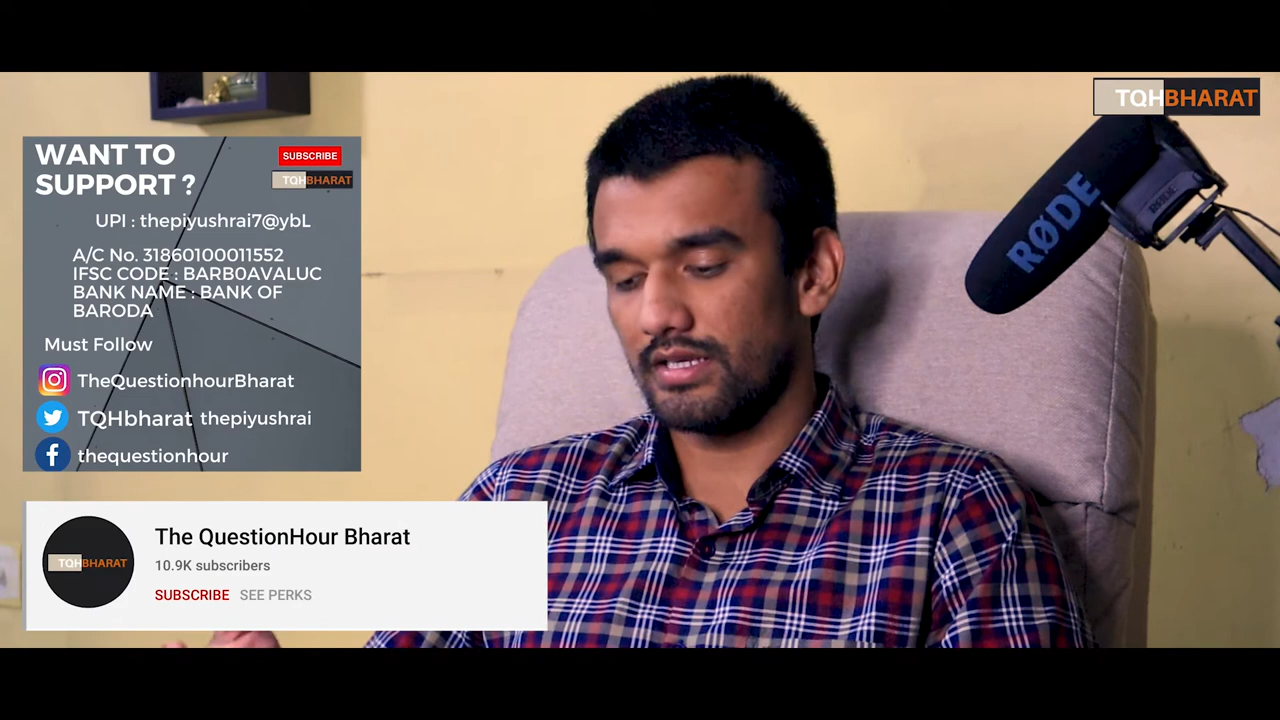 TQHBHARAT
WANT TO
SUPPORT ?
SUBSCRIBE
TQHBHARAT
UPI : thepiyushrai7@ybL
A/C No. 31860100011552
IFSC CODE : BARB0AVALUC
BANK NAME : BANK OF
BARODA
Must Follow
TheQuestionhourBharat
TQHbharat thepiyushrai
thequestionhour
RØDE
RØDE
The QuestionHour Bharat
10.9K subscribers
SUBSCRIBE SEE PERKS
TQHBHARAT